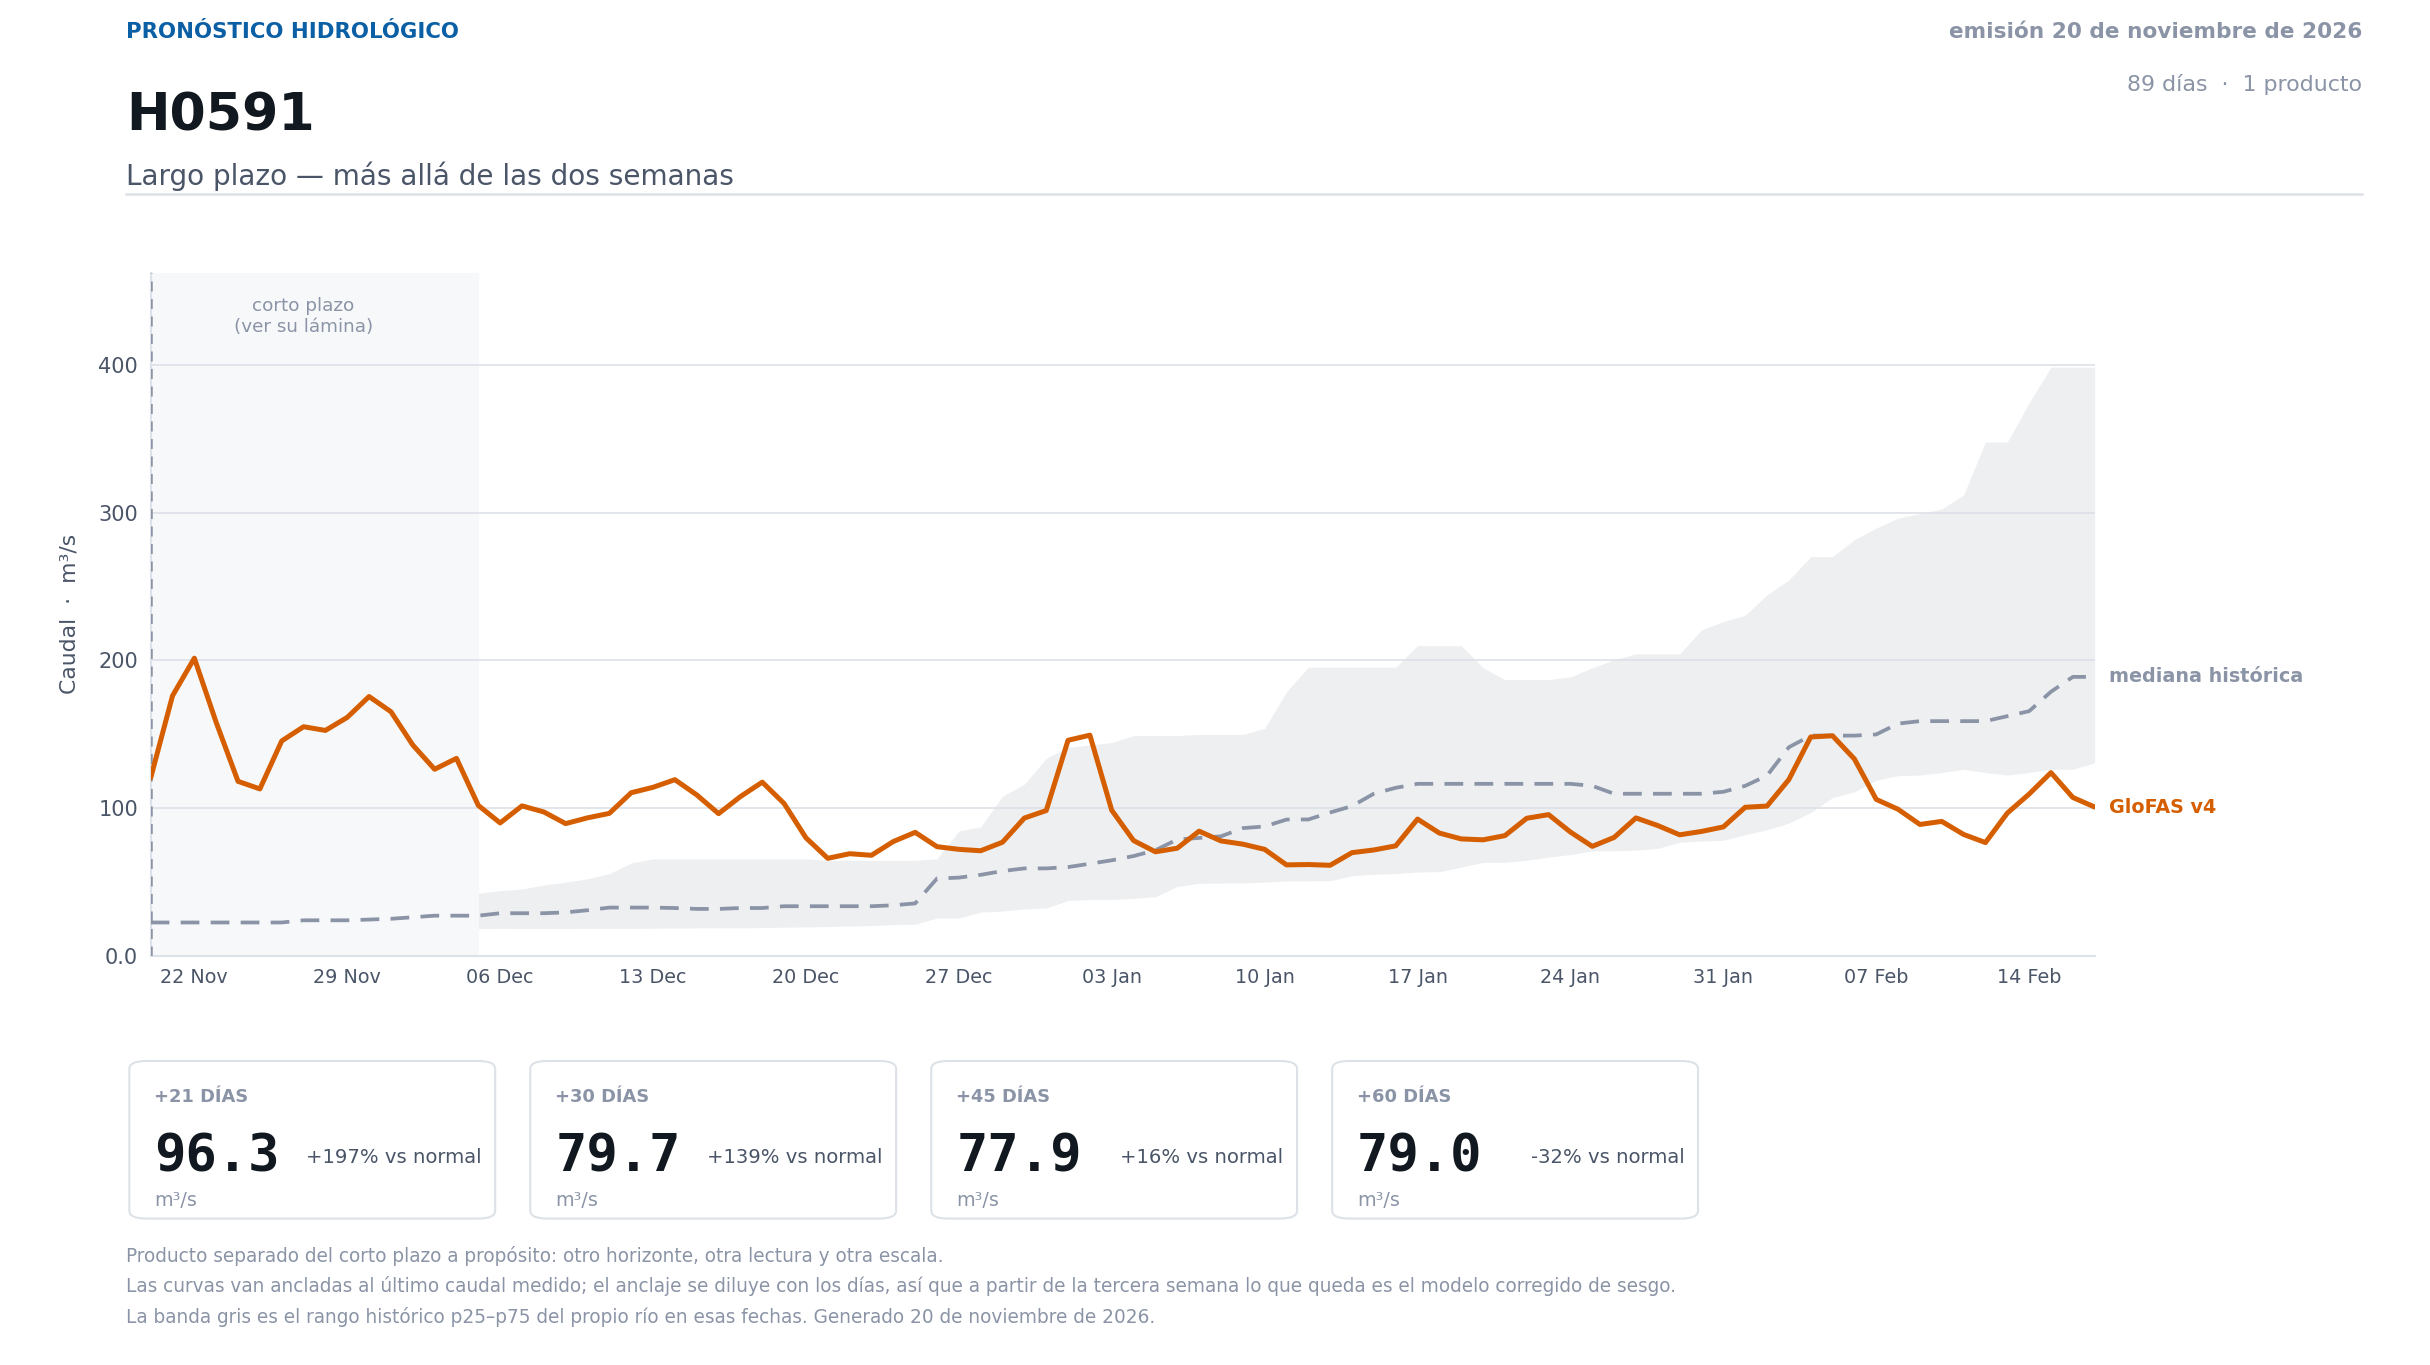 PRONÓSTICO HIDROLÓGICO
emisión 20 de noviembre de 2026
89 días · 1 producto
H0591
Largo plazo — más allá de las dos semanas
corto plazo
(ver su lámina)
400
300
200
100
0.0
Caudal · m³/s
mediana histórica
GloFAS v4
22 Nov
29 Nov
06 Dec
13 Dec
20 Dec
27 Dec
03 Jan
10 Jan
17 Jan
24 Jan
31 Jan
07 Feb
14 Feb
+21 DÍAS
96.3 +197% vs normal
m³/s
+30 DÍAS
79.7 +139% vs normal
m³/s
+45 DÍAS
77.9 +16% vs normal
m³/s
+60 DÍAS
79.0 -32% vs normal
m³/s
Producto separado del corto plazo a propósito: otro horizonte, otra lectura y otra escala.
Las curvas van ancladas al último caudal medido; el anclaje se diluye con los días, así que a partir de la tercera semana lo que queda es el modelo corregido de sesgo.
La banda gris es el rango histórico p25–p75 del propio río en esas fechas. Generado 20 de noviembre de 2026.